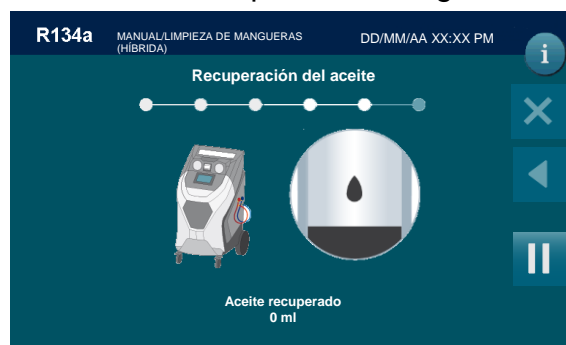 R134a
MANUAL/LIMPIEZA DE MANGUERAS
(HÍBRIDA)
DD/MM/AA XX:XX PM
i
Recuperación del aceite
Aceite recuperado
0 ml